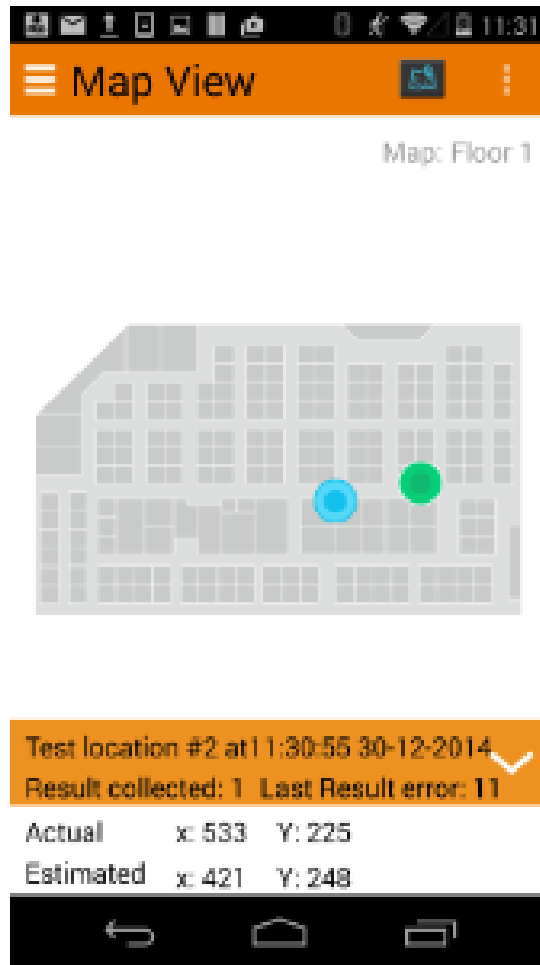 11:31
Map View
Map: Floor 1
Test location #2 at11:30:55 30-12-2014
Result collected: 1 Last Result error: 11
Actual x: 533 Y: 225
Estimated x: 421 Y: 248